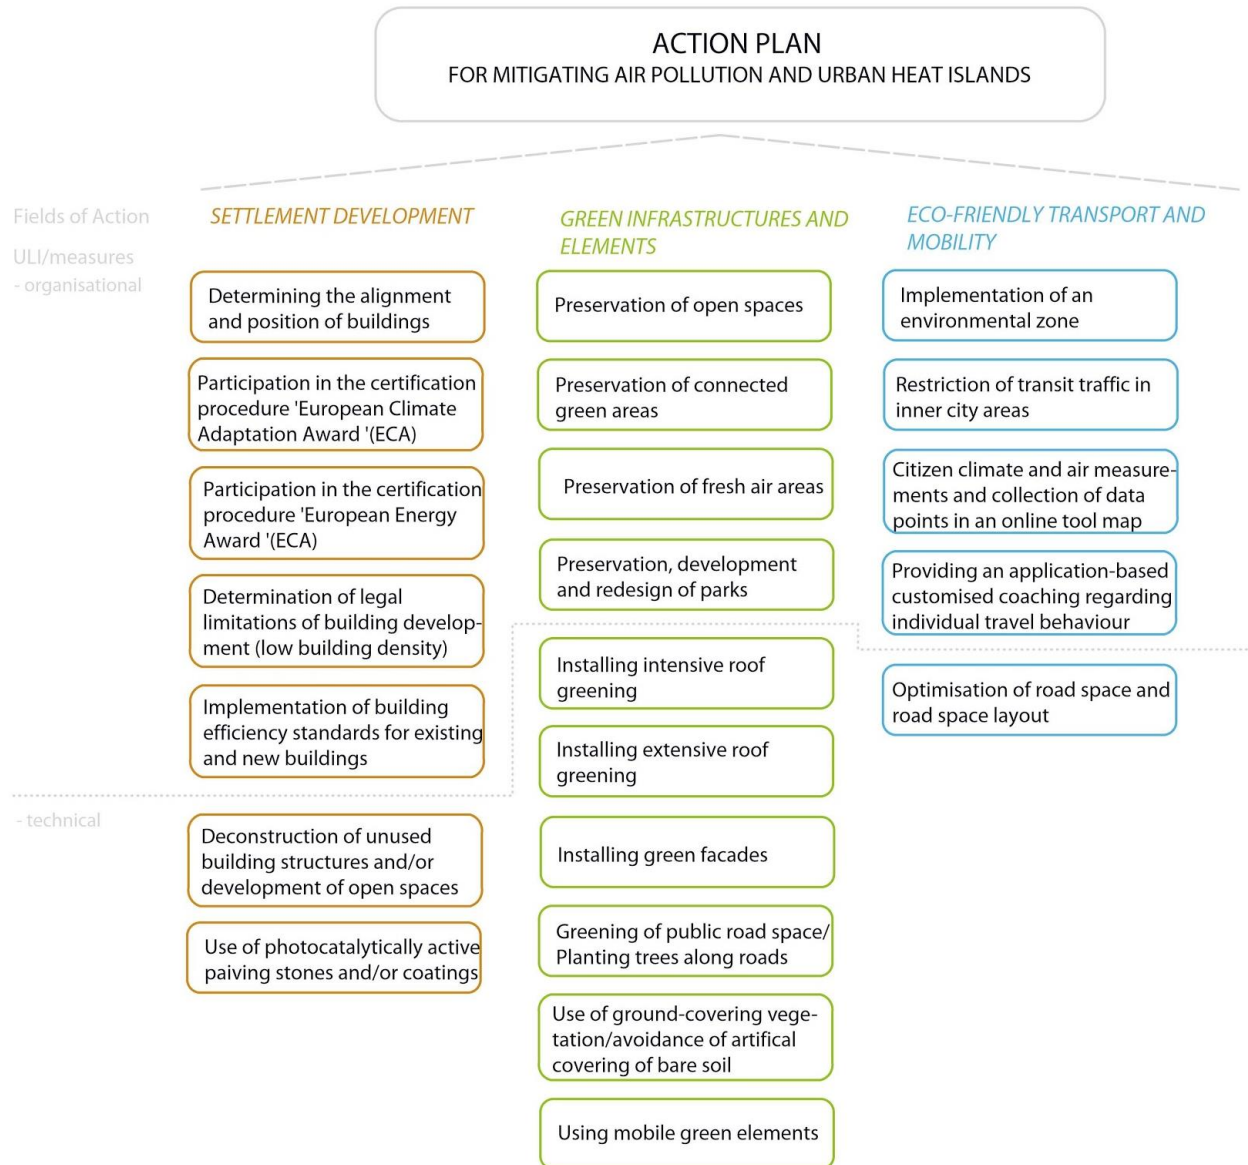 ACTION PLAN
FOR MITIGATING AIR POLLUTION AND URBAN HEAT ISLANDS
Fields of Action
ULI/measures
- organisational
SETTLEMENT DEVELOPMENT
Determining the alignment
and position of buildings
Participation in the certification
procedure 'European Climate
Adaptation Award '(ECA)
Participation in the certification
procedure 'European Energy
Award '(ECA)
Determination of legal
limitations of building develop-
ment (low building density)
Implementation of building
efficiency standards for existing
and new buildings
- technical
Deconstruction of unused
building structures and/or
development of open spaces
Use of photocatalytically active
paiving stones and/or coatings
GREEN INFRASTRUCTURES AND
ELEMENTS
Preservation of open spaces
Preservation of connected
green areas
Preservation of fresh air areas
Preservation, development
and redesign of parks
Installing intensive roof
greening
Installing extensive roof
greening
Installing green facades
Greening of public road space/
Planting trees along roads
Use of ground-covering vege-
tation/avoidance of artifical
covering of bare soil
Using mobile green elements
ECO-FRIENDLY TRANSPORT AND
MOBILITY
Implementation of an
environmental zone
Restriction of transit traffic in
inner city areas
Citizen climate and air measure-
ments and collection of data
points in an online tool map
Providing an application-based
customised coaching regarding
individual travel behaviour
Optimisation of road space and
road space layout